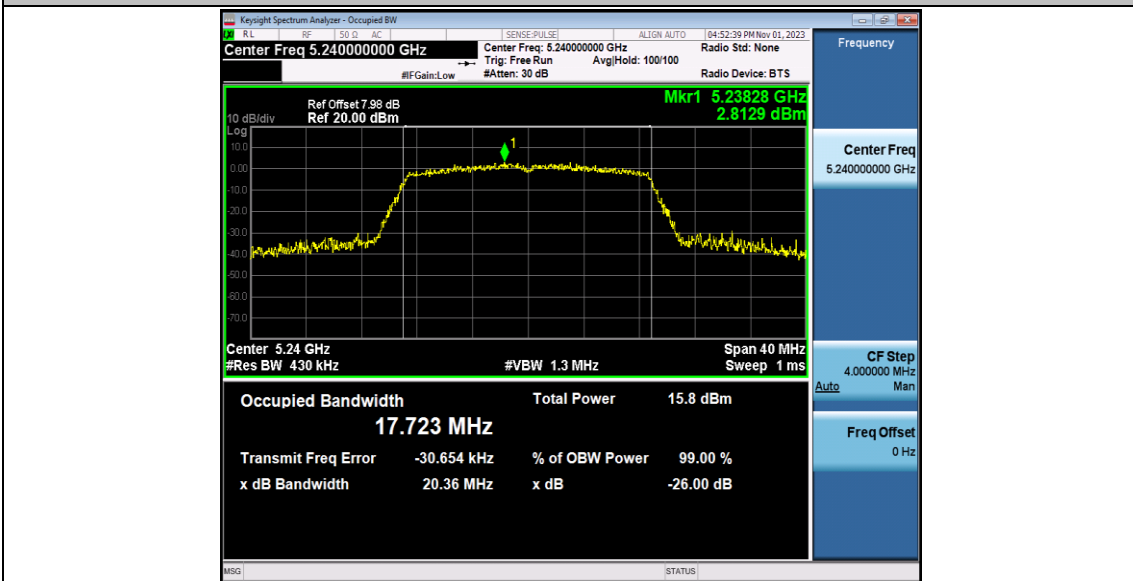 Keysight Spectrum Analyzer - Occupied BW
RL RF 50 Ω AC SENSE:PULSE ALIGN AUTO 04:52:39 PM Nov 01, 2023
Center Freq 5.240000000 GHz
Center Freq: 5.240000000 GHz Radio Std: None
Trig: Free Run Avg|Hold: 100/100
#IFGain:Low #Atten: 30 dB Radio Device: BTS
Mkr1 5.23828 GHz
2.8129 dBm
Ref Offset 7.98 dB
10 dB/div Ref 20.00 dBm
Log
10.0
1
0.00
-10.0
-20.0
-30.0
-40.0
-50.0
-60.0
-70.0
Center 5.24 GHz Span 40 MHz
#Res BW 430 kHz #VBW 1.3 MHz Sweep 1 ms
Occupied Bandwidth Total Power 15.8 dBm
17.723 MHz
Transmit Freq Error -30.654 kHz % of OBW Power 99.00 %
x dB Bandwidth 20.36 MHz x dB -26.00 dB
MSG STATUS
Frequency
Center Freq
5.240000000 GHz
CF Step
4.000000 MHz
Auto Man
Freq Offset
0 Hz